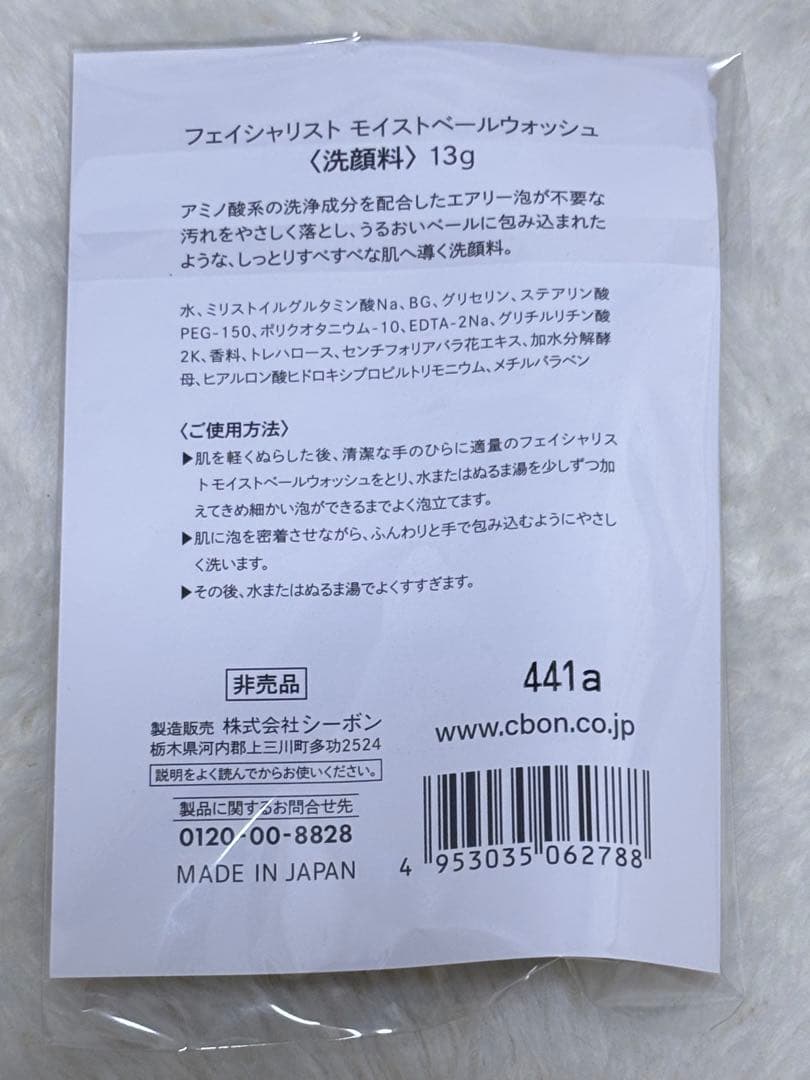 フェイシャリスト モイストベールウォッシュ
〈洗顔料〉13g
アミノ酸系の洗浄成分を配合したエアリー泡が不要な
汚れをやさしく落とし、うるおいベールに包み込まれた
ような、しっとりすべすべな肌へ導く洗顔料。
水、ミリストイルグルタミン酸Na、BG、グリセリン、ステアリン酸
PEG-150、ポリクオタニウム-10、EDTA-2Na、グリチルリチン酸
2K、香料、トレハロース、センチフォリアバラ花エキス、加水分解酵
母、ヒアルロン酸ヒドロキシプロピルトリモニウム、メチルパラベン
〈ご使用方法〉
▶肌を軽くぬらした後、清潔な手のひらに適量のフェイシャリス
トモイストベールウォッシュをとり、水またはぬるま湯を少しずつ加
えてきめ細かい泡ができるまでよく泡立てます。
▶肌に泡を密着させながら、ふんわりと手で包み込むようにやさし
く洗います。
▶その後、水またはぬるま湯でよくすすぎます。
非売品
製造販売 株式会社シーボン
栃木県河内郡上三川町多功2524
説明をよく読んでからお使いください。
製品に関するお問合せ先
0120-00-8828
MADE IN JAPAN
441a
www.cbon.co.jp
4 953035 062788